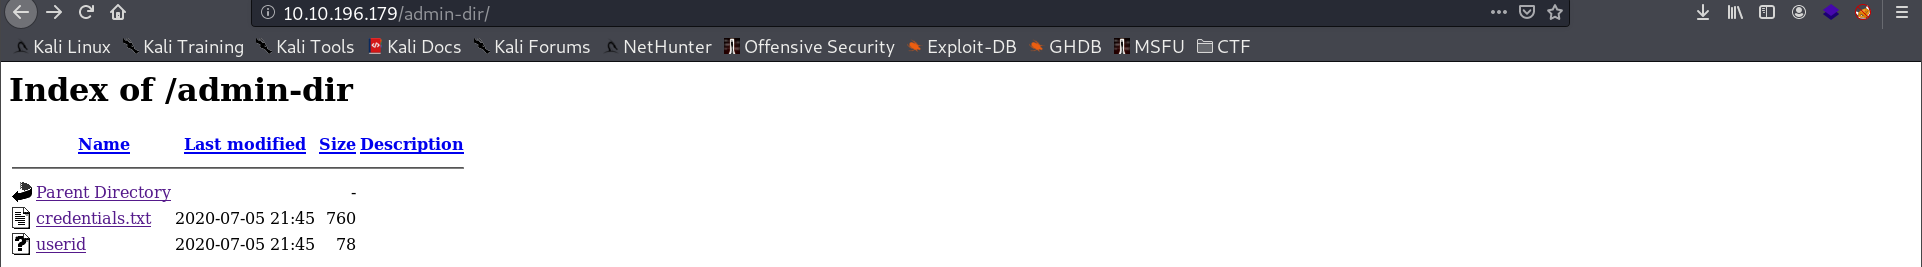 10.10.196.179/admin-dir/
Kali Linux Kali Training Kali Tools Kali Docs Kali Forums NetHunter Offensive Security Exploit-DB GHDB MSFU CTF
Index of /admin-dir
Name Last modified Size Description
Parent Directory -
credentials.txt 2020-07-05 21:45 760
userid 2020-07-05 21:45 78